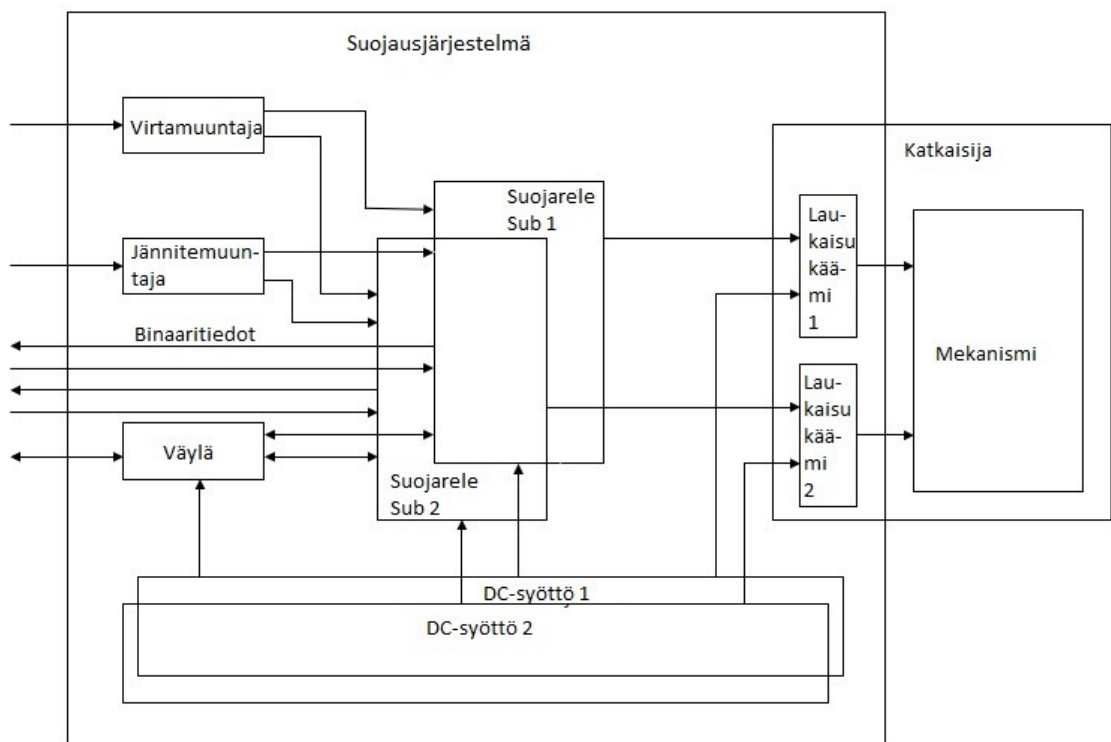 Suojausjärjestelmä
Virtamuuntaja
Katkaisija
Suojarele
Sub 1
Lau-
kaisu
kää-
mi
1
Jännitemuun-
taja
Binaaritiedot
Mekanismi
Lau-
kaisu
kää-
mi
2
Väylä
Suojarele
Sub 2
DC-syöttö 1
DC-syöttö 2